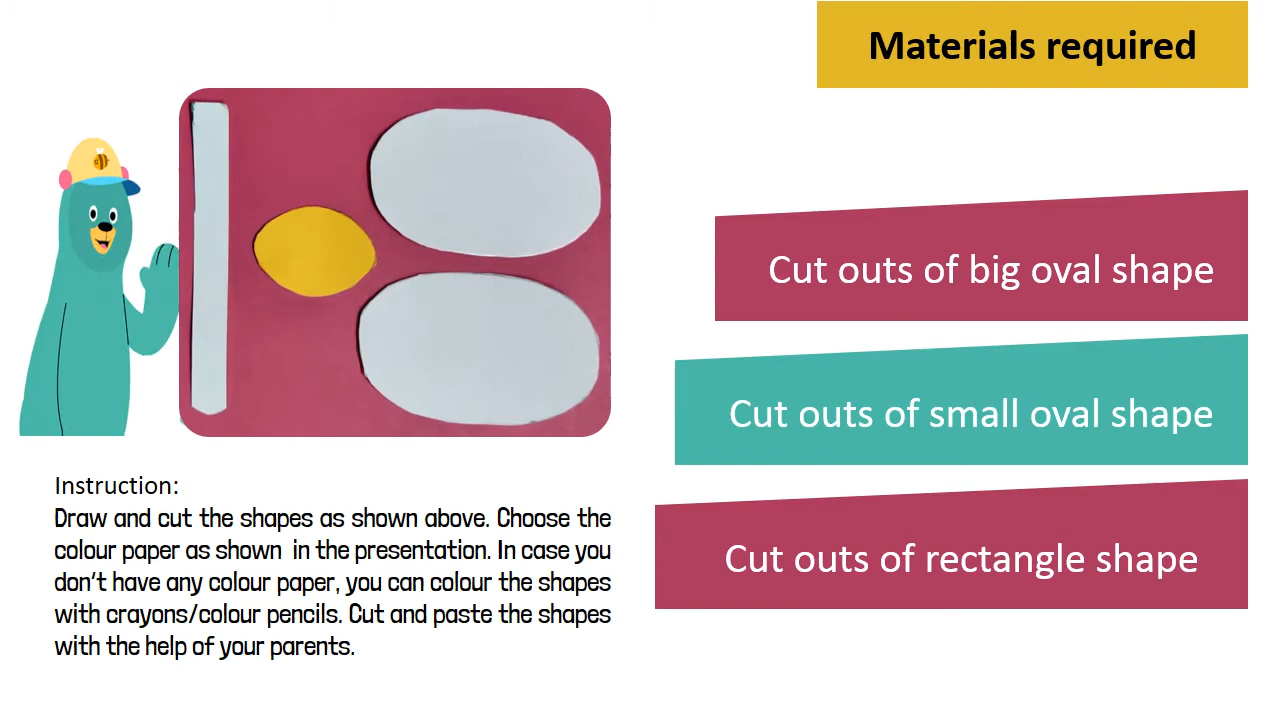 Materials required
Cut outs of big oval shape
Cut outs of small oval shape
Cut outs of rectangle shape
Instruction:
Draw and cut the shapes as shown above. Choose the
colour paper as shown in the presentation. In case you
don't have any colour paper, you can colour the shapes
with crayons/colour pencils. Cut and paste the shapes
with the help of your parents.